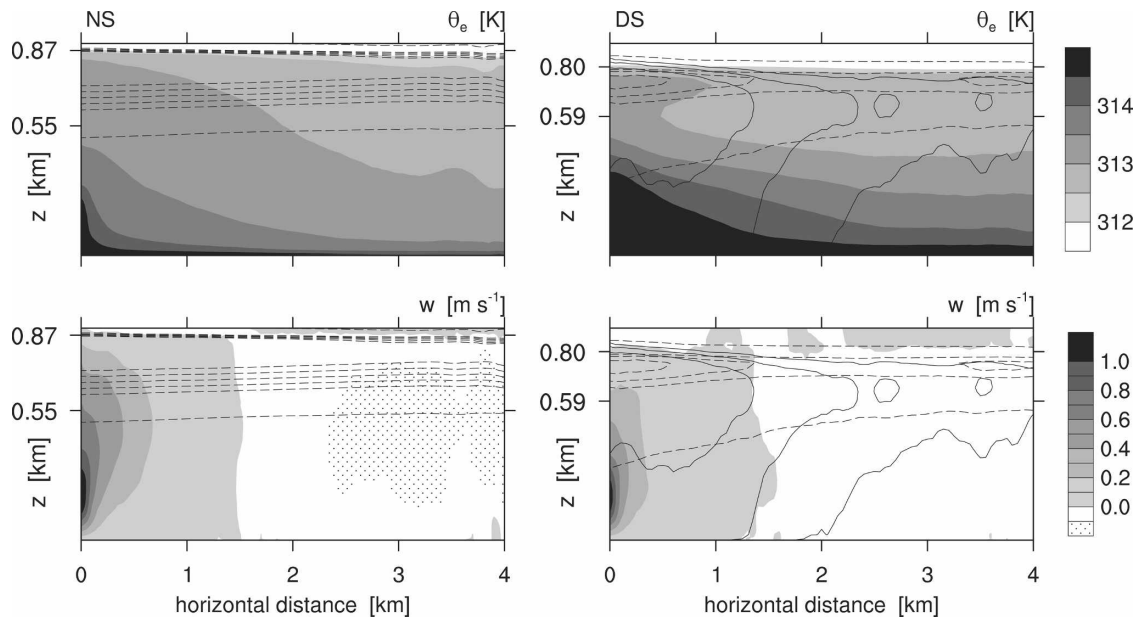 NS θe [K]
0.87
0.55
z [km]
DS θe [K]
0.80
0.59
z [km]
314
313
312
w [m s-1]
0.87
0.55
z [km]
0 1 2 3 4
horizontal distance [km]
w [m s-1]
0.80
0.59
z [km]
0 1 2 3 4
horizontal distance [km]
1.0
0.8
0.6
0.4
0.2
0.0